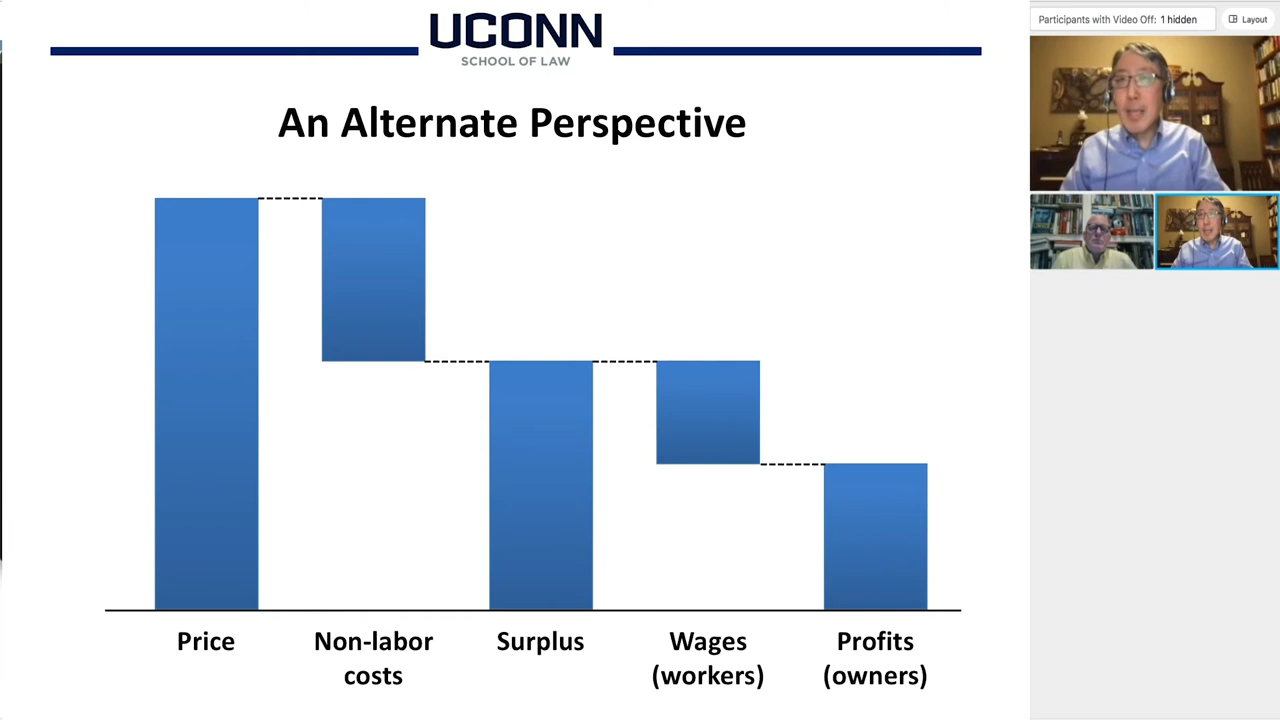 UCONN
SCHOOL OF LAW
Participants with Video Off: 1 hidden
Layout
An Alternate Perspective
Price
Non-labor
costs
Surplus
Wages
(workers)
Profits
(owners)